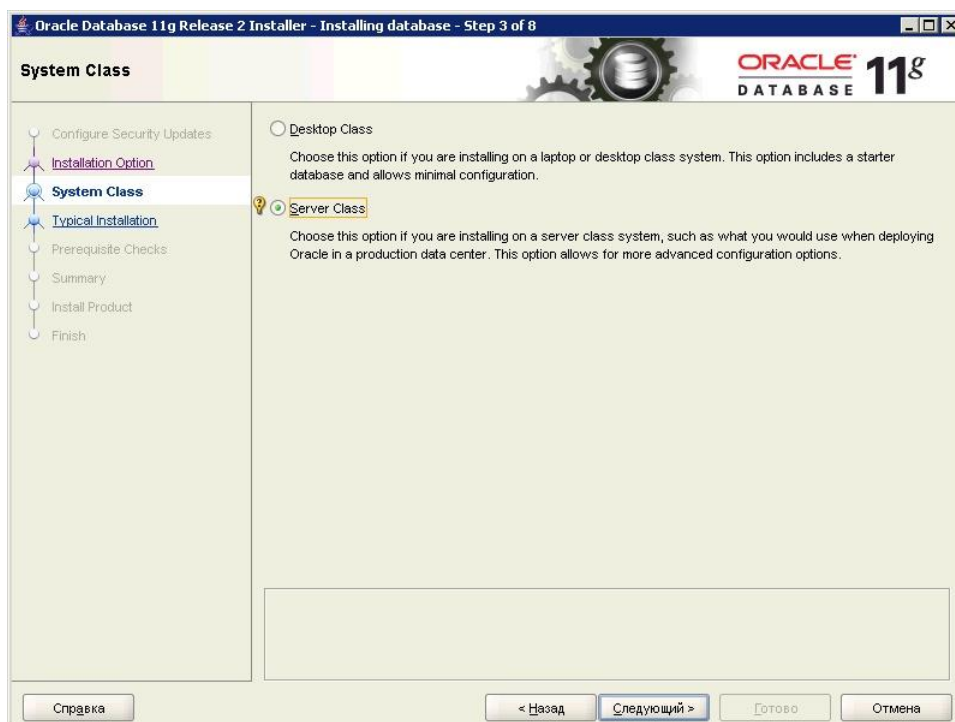 Oracle Database 11g Release 2 Installer - Installing database - Step 3 of 8
System Class
ORACLE 11g
DATABASE
Configure Security Updates
Installation Option
System Class
Typical Installation
Prerequisite Checks
Summary
Install Product
Finish
Desktop Class
Choose this option if you are installing on a laptop or desktop class system. This option includes a starter
database and allows minimal configuration.
Server Class
Choose this option if you are installing on a server class system, such as what you would use when deploying
Oracle in a production data center. This option allows for more advanced configuration options.
Справка
< Назад
Следующий >
Готово
Отмена